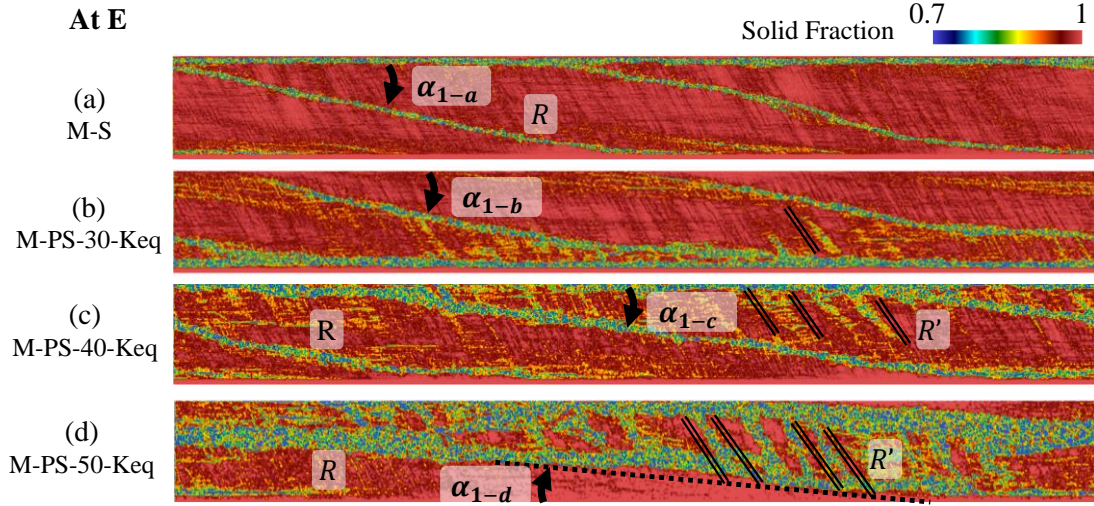 At E
Solid Fraction
0.7 1
(a)
M-S
α₁₋ₐ
R
(b)
M-PS-30-Keq
α₁₋b
(c)
M-PS-40-Keq
R
α₁₋c
R'
(d)
M-PS-50-Keq
R
α₁₋d
R'